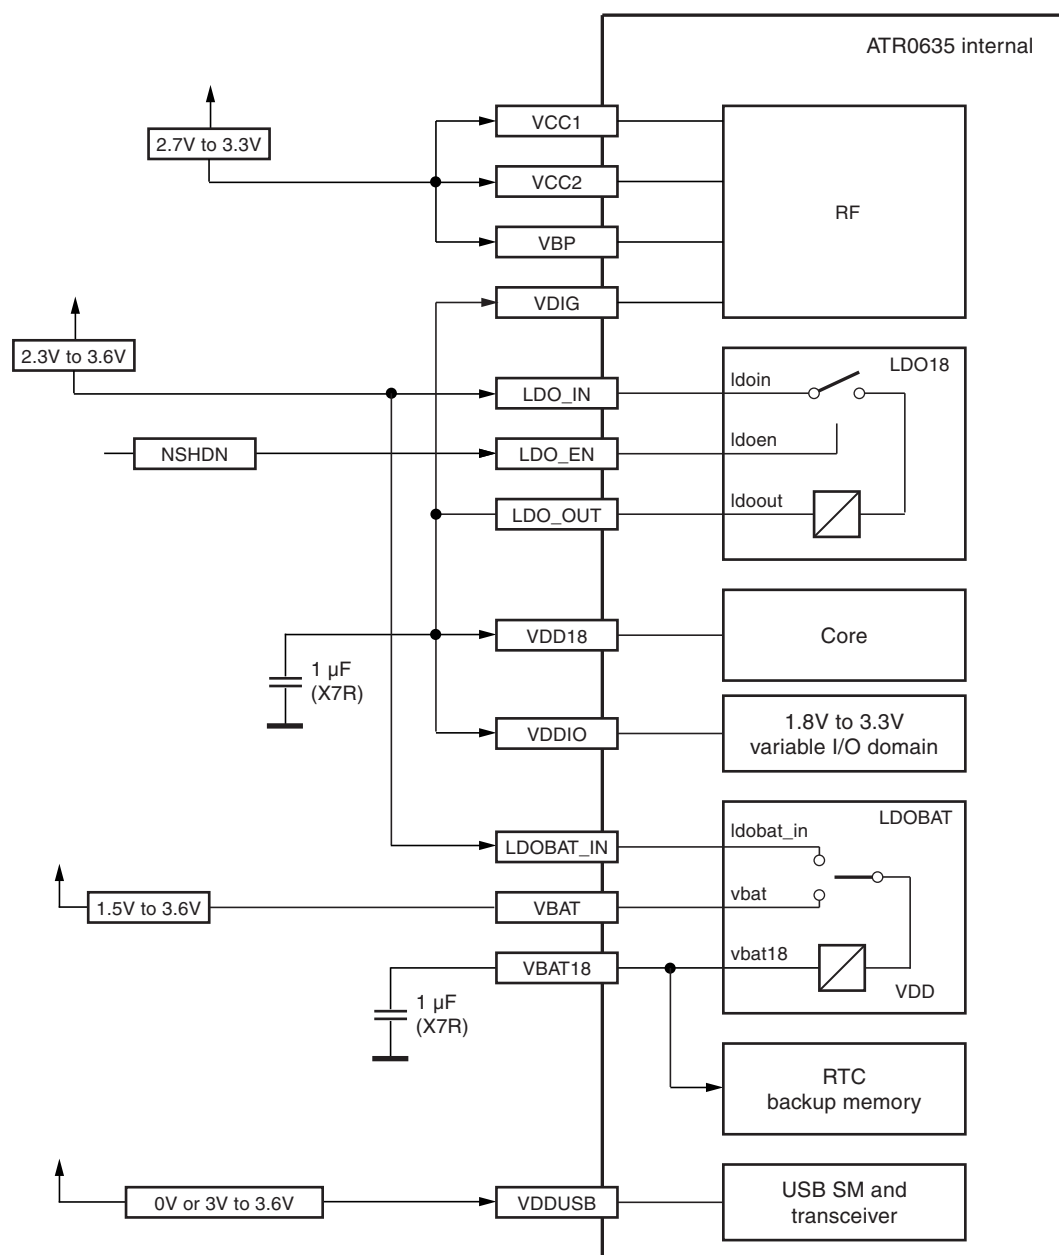 ATR0635 internal
VCC1
2.7V to 3.3V
VCC2
RF
VBP
VDIG
2.3V to 3.6V
LDO18
ldoin
LDO_IN
ldoen
NSHDN
LDO_EN
ldoout
LDO_OUT
VDD18
Core
1 µF
(X7R)
VDDIO
1.8V to 3.3V
variable I/O domain
LDOBAT
ldobat_in
LDOBAT_IN
vbat
1.5V to 3.6V
VBAT
vbat18
VBAT18
VDD
1 µF
(X7R)
RTC
backup memory
0V or 3V to 3.6V
VDDUSB
USB SM and
transceiver